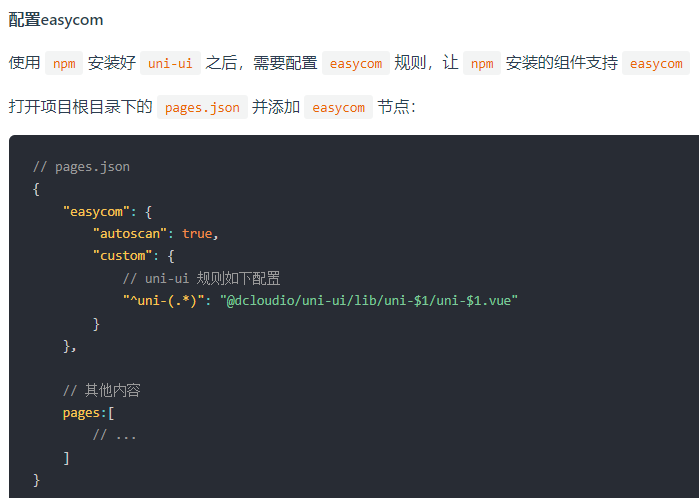 配置easycom
使用 npm 安装好 uni-ui 之后，需要配置 easycom 规则，让 npm 安装的组件支持 easycom
打开项目根目录下的 pages.json 并添加 easycom 节点：
// pages.json
{
    "easycom": {
        "autoscan": true,
        "custom": {
            // uni-ui 规则如下配置
            "^uni-(.*)": "@dcloudio/uni-ui/lib/uni-$1/uni-$1.vue"
        }
    },
    // 其他内容
    pages:[
        // ...
    ]
}